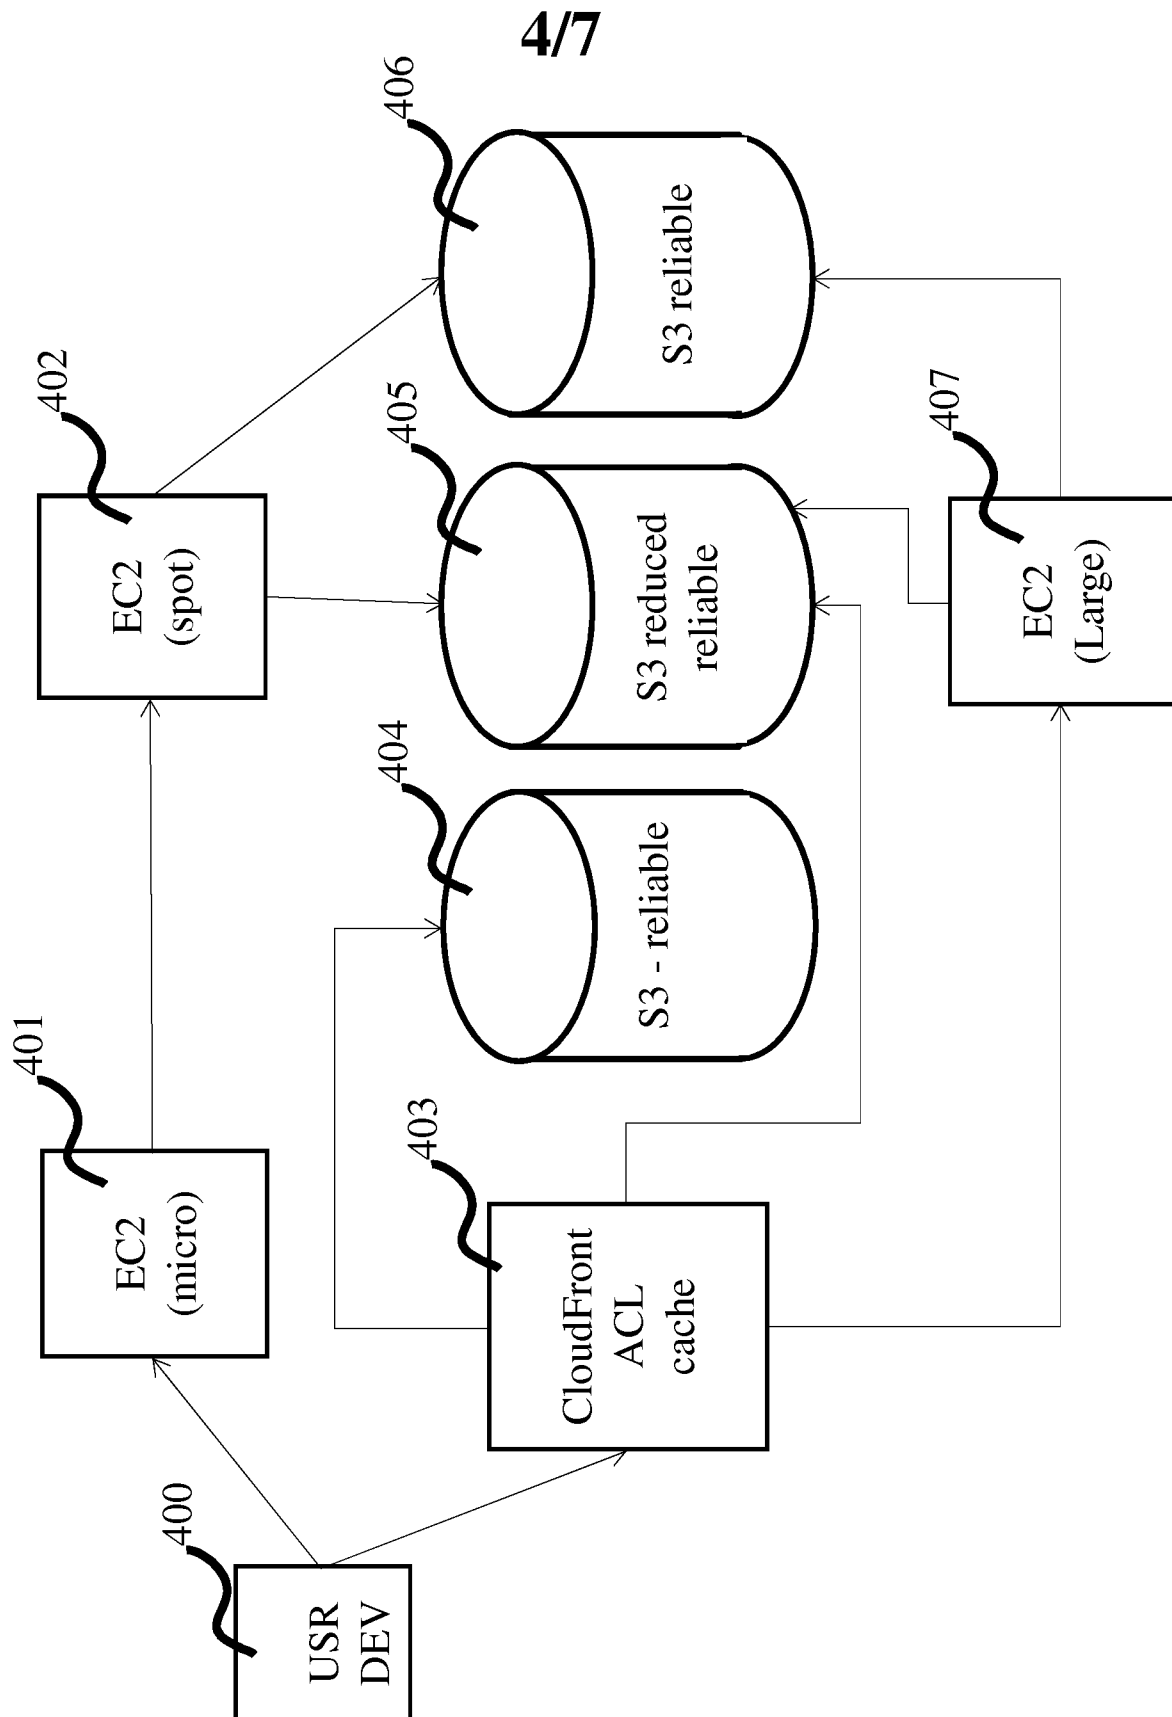 4/7
400
USR
DEV
401
EC2
(micro)
402
EC2
(spot)
403
CloudFront
ACL
cache
404
S3 - reliable
405
S3 reduced
reliable
406
S3 reliable
407
EC2
(Large)